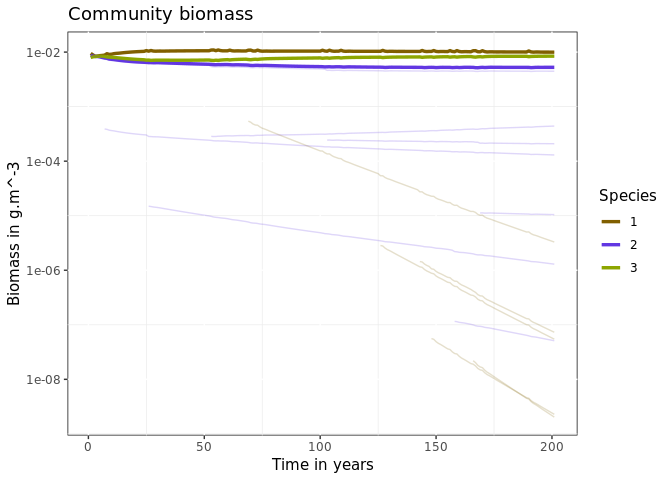 Community biomass
Biomass in g.m^-3
1e-02
1e-04
1e-06
1e-08
0
50
100
150
200
Time in years
Species
1
2
3